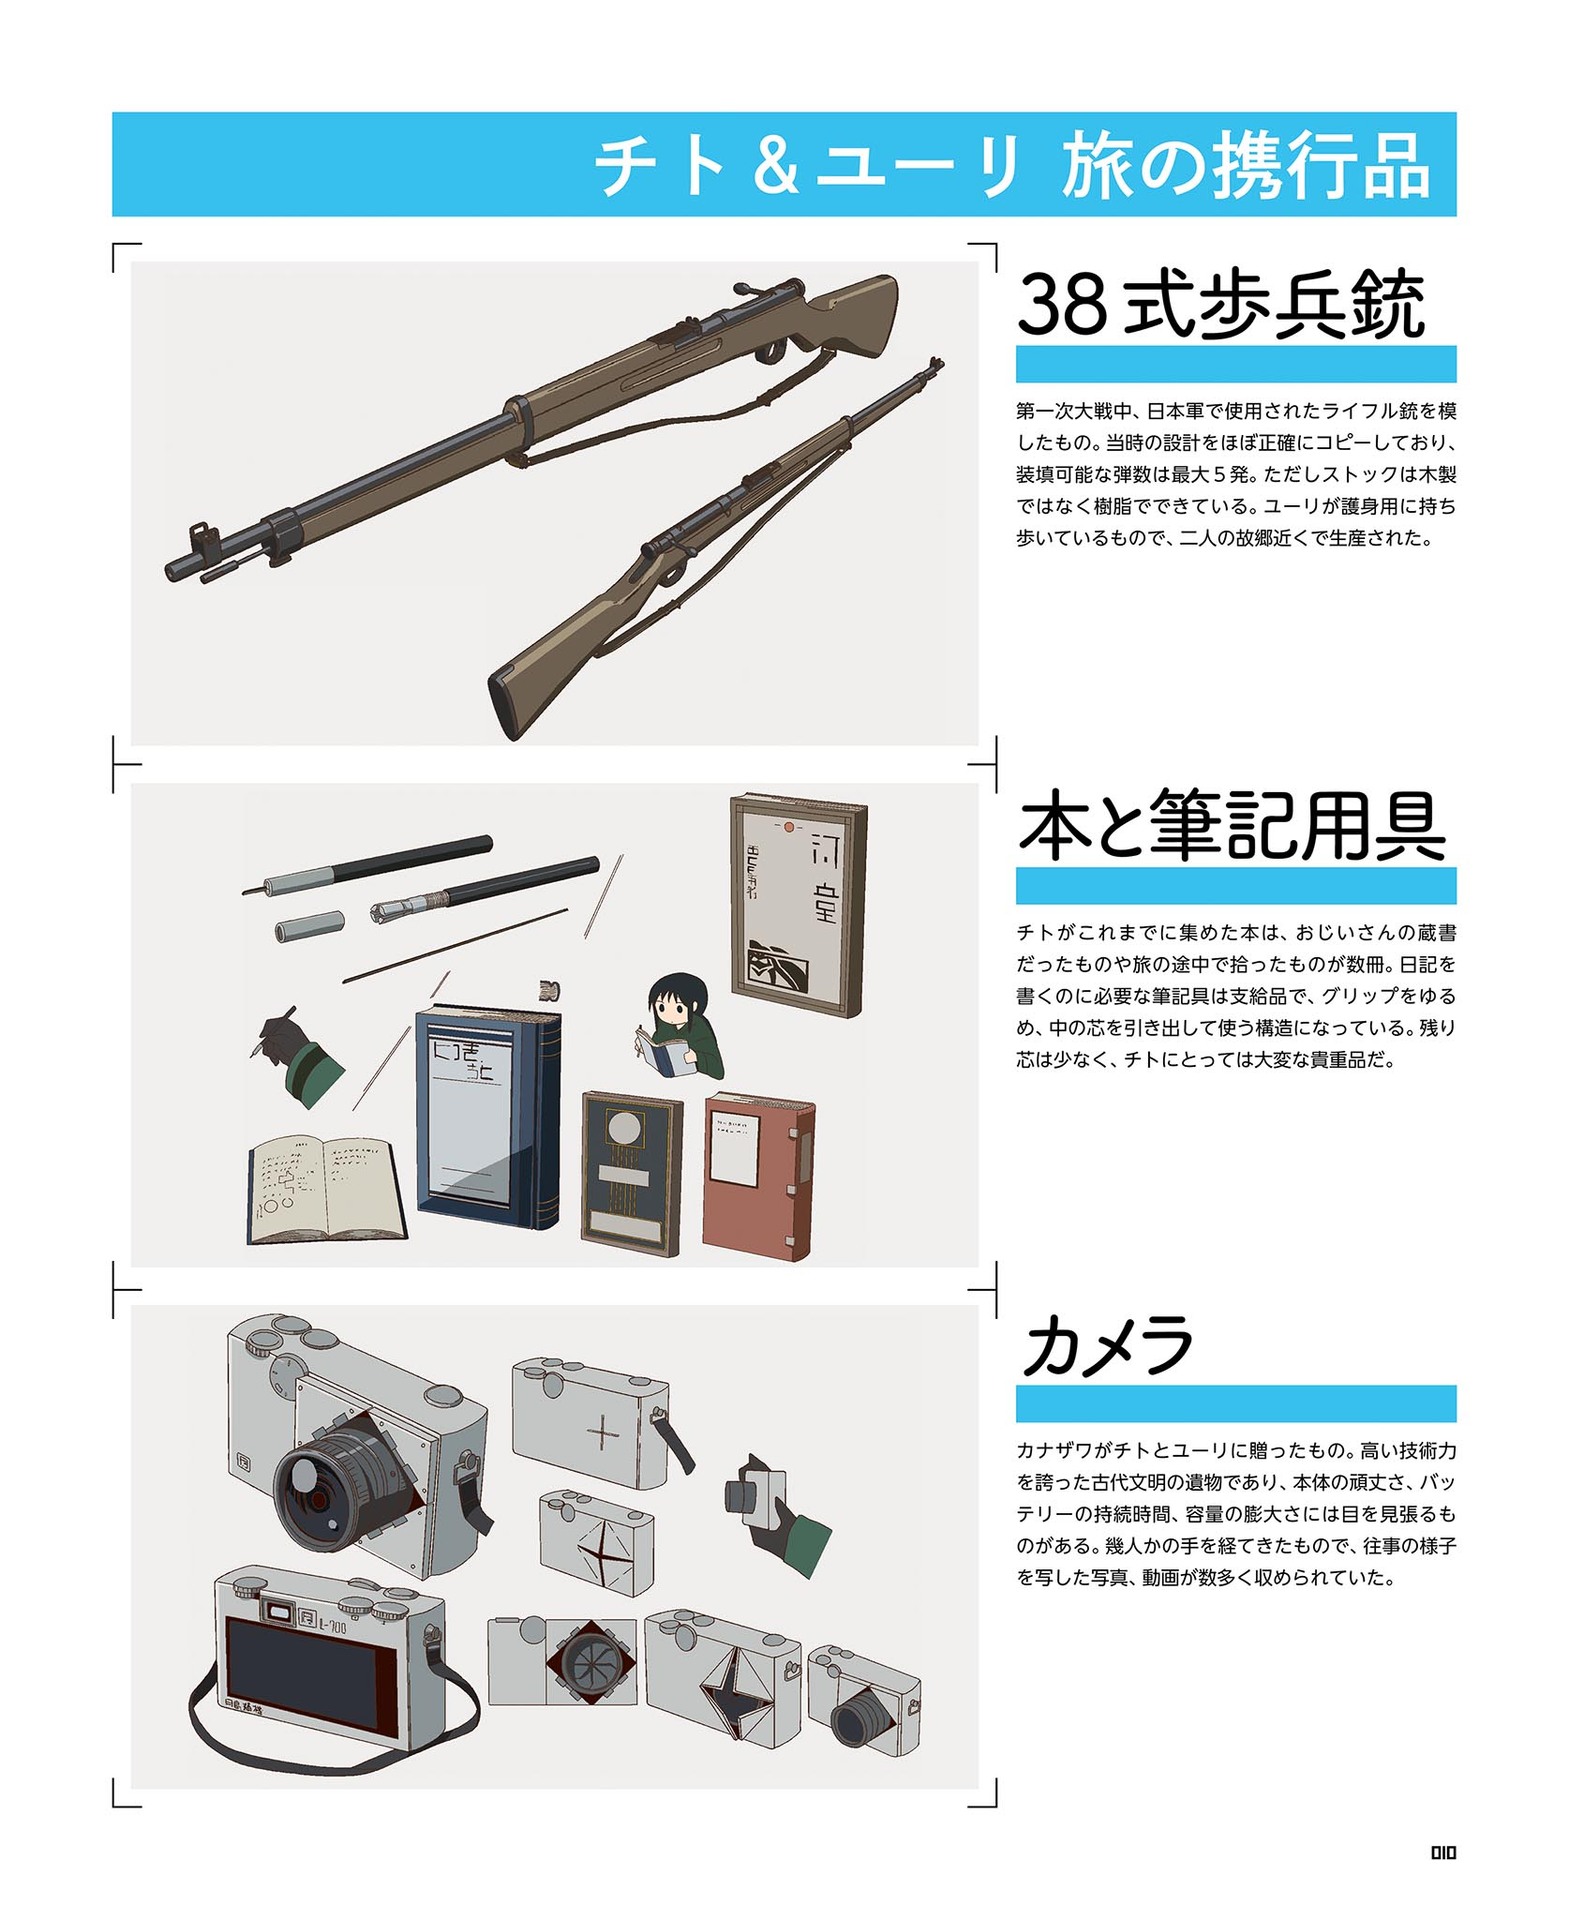 チト＆ユーリ 旅の携行品
38式歩兵銃
第一次大戦中、日本軍で使用されたライフル銃を模
したもの。当時の設計をほぼ正確にコピーしており、
装填可能な弾数は最大5発。ただしストックは木製
ではなく樹脂でできている。ユーリが護身用に持ち
歩いているもので、二人の故郷近くで生産された。
本と筆記用具
チトがこれまでに集めた本は、おじいさんの蔵書
だったものや旅の途中で拾ったものが数冊。日記を
書くのに必要な筆記具は支給品で、グリップをゆる
め、中の芯を引き出して使う構造になっている。残り
芯は少なく、チトにとっては大変な貴重品だ。
カメラ
カナザワがチトとユーリに贈ったもの。高い技術力
を誇った古代文明の遺物であり、本体の頑丈さ、バッ
テリーの持続時間、容量の膨大さには目を見張るも
のがある。幾人かの手を経てきたもので、往事の様子
を写した写真、動画が数多く収められていた。
L-700
010